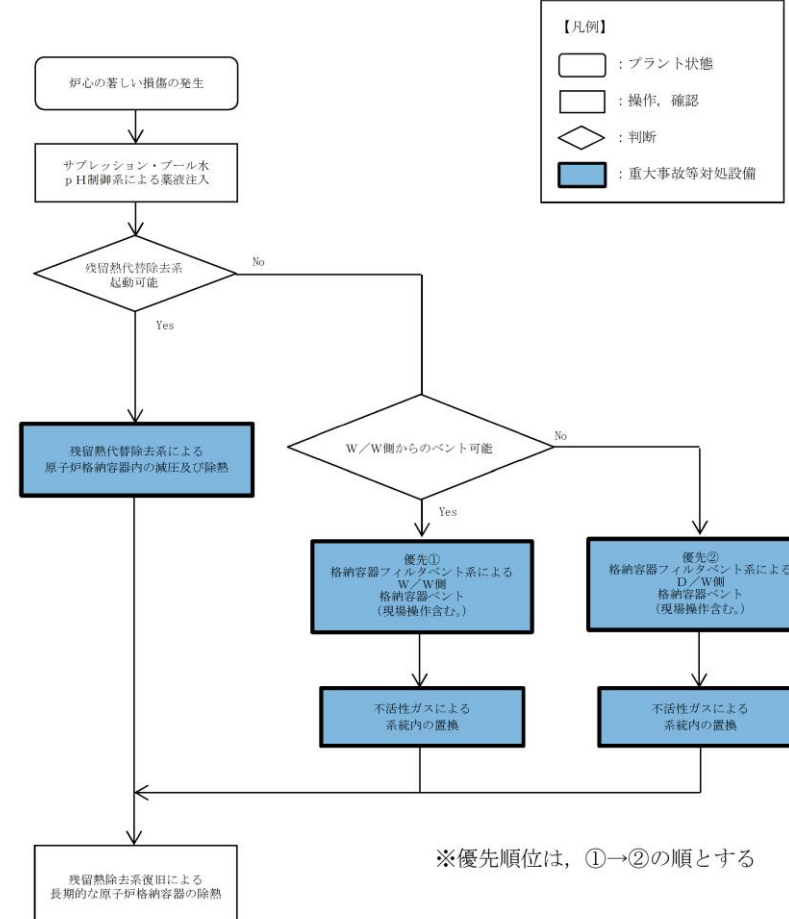 【凡例】
：プラント状態
：操作，確認
：判断
：重大事故等対処設備
炉心の著しい損傷の発生
サプレッション・プール水
ｐＨ制御系による薬液注入
残留熱代替除去系
起動可能
No
Yes
残留熱代替除去系による
原子炉格納容器内の減圧及び除熱
Ｗ／Ｗ側からのベント可能
No
Yes
優先①
格納容器フィルタベント系による
Ｗ／Ｗ側
格納容器ベント
（現場操作含む。）
優先②
格納容器フィルタベント系による
Ｄ／Ｗ側
格納容器ベント
（現場操作含む。）
不活性ガスによる
系統内の置換
不活性ガスによる
系統内の置換
※優先順位は，①→②の順とする
残留熱除去系復旧による
長期的な原子炉格納容器の除熱